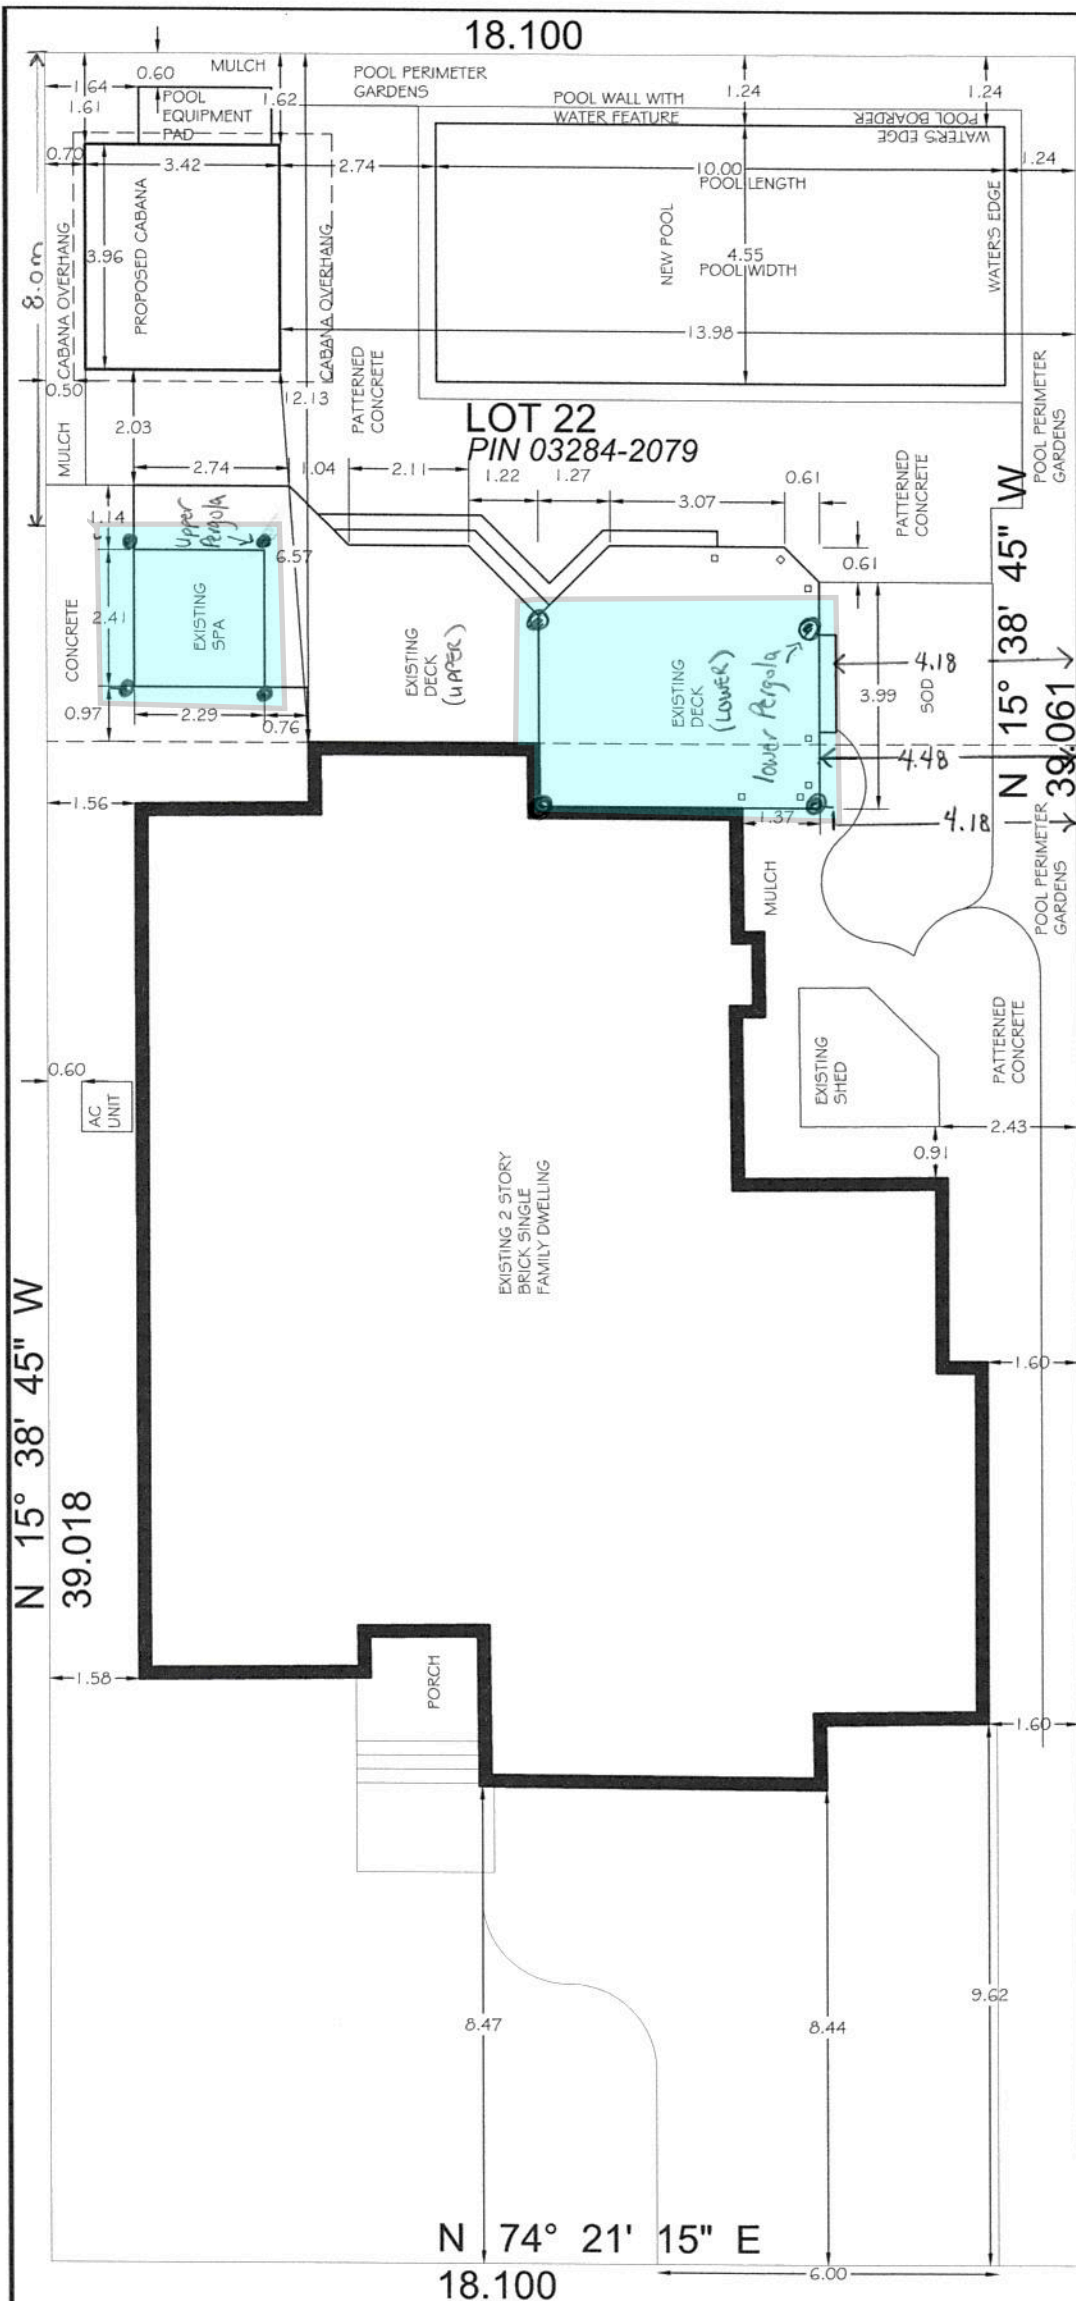 18.100
MULCH
0.60
1.64
1.61
POOL
EQUIPMENT
PAD
1.62
POOL PERIMETER
GARDENS
POOL WALL WITH
WATER FEATURE
1.24
1.24
POOL BOARDER
WATER'S EDGE
0.70
3.42
2.74
10.00
POOL LENGTH
1.24
8.0m
CABANA OVERHANG
PROPOSED CABANA
3.96
CABANA OVERHANG
NEW POOL
4.55
POOL WIDTH
WATER'S EDGE
13.98
0.50
12.13
PATTERNED
CONCRETE
POOL PERIMETER
GARDENS
LOT 22
PIN 03284-2079
2.03
MULCH
2.74
1.04
2.11
1.22
1.27
3.07
0.61
PATTERNED
CONCRETE
N 15° 38' 45" W
39.061
1.14
Upper
Pergola
6.57
0.61
CONCRETE
2.41
EXISTING
SPA
EXISTING
DECK
(UPPER)
EXISTING
DECK
(LOWER)
lower Pergola
4.18
3.99
SOD
0.97
2.29
0.76
4.48
1.56
1.37
4.18
MULCH
POOL PERIMETER
GARDENS
0.60
AC
UNIT
EXISTING
SHED
PATTERNED
CONCRETE
2.43
0.91
EXISTING 2 STORY
BRICK SINGLE
FAMILY DWELLING
1.60
N 15° 38' 45" W
39.018
1.58
PORCH
1.60
8.47
8.44
9.62
N 74° 21' 15" E
18.100
6.00